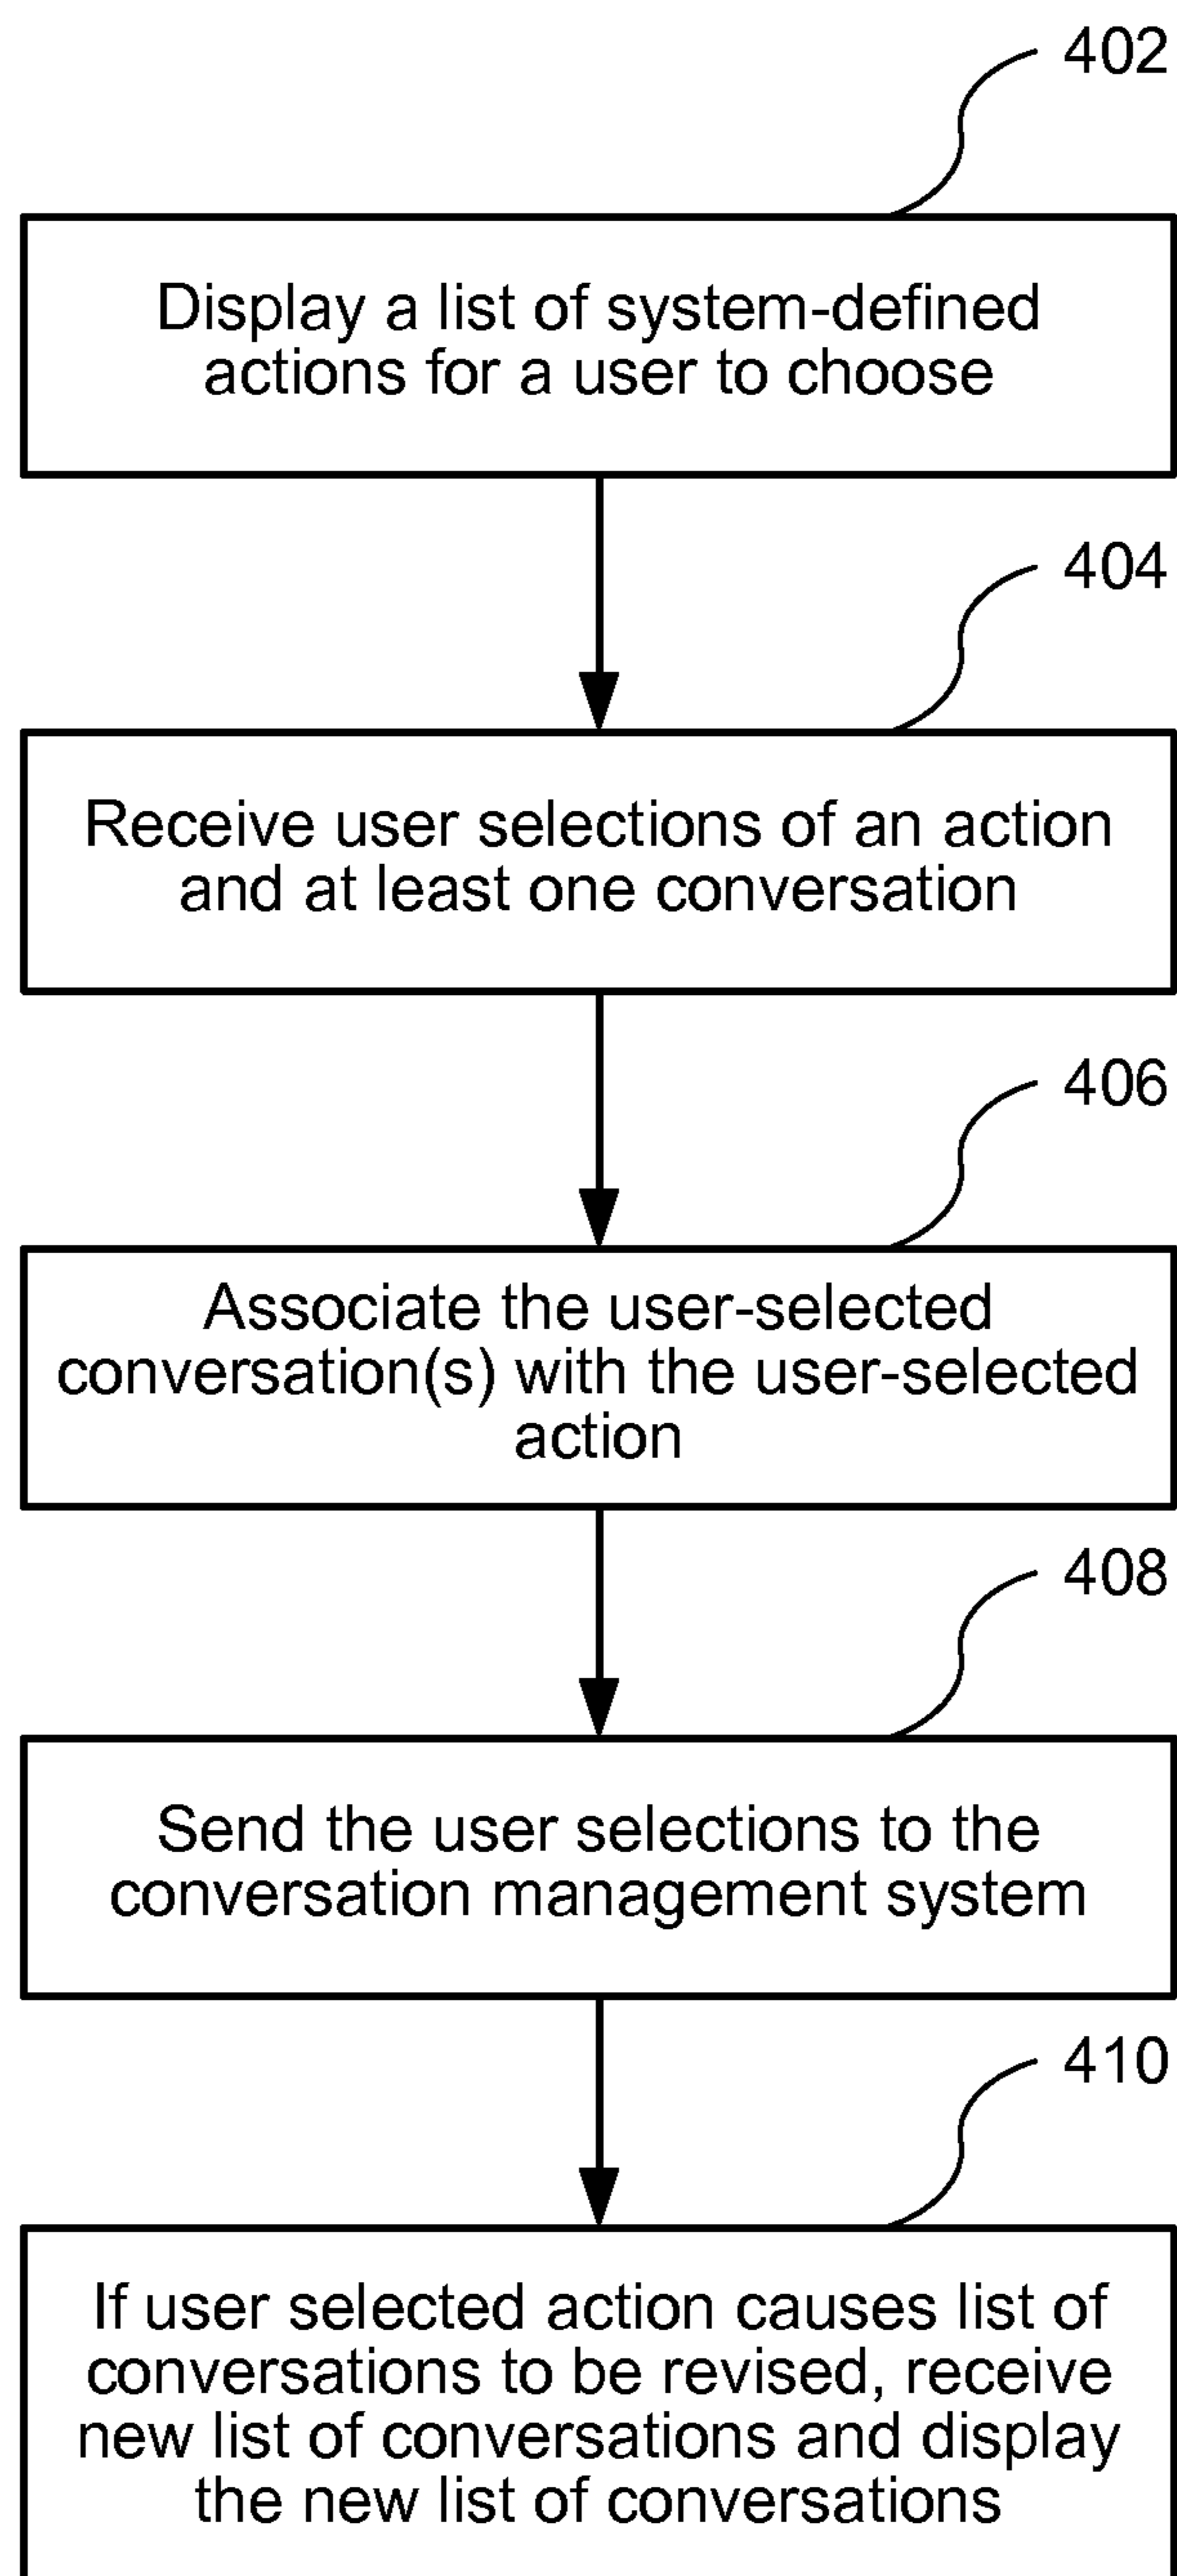 402
Display a list of system-defined
actions for a user to choose
404
Receive user selections of an action
and at least one conversation
406
Associate the user-selected
conversation(s) with the user-selected
action
408
Send the user selections to the
conversation management system
410
If user selected action causes list of
conversations to be revised, receive
new list of conversations and display
the new list of conversations